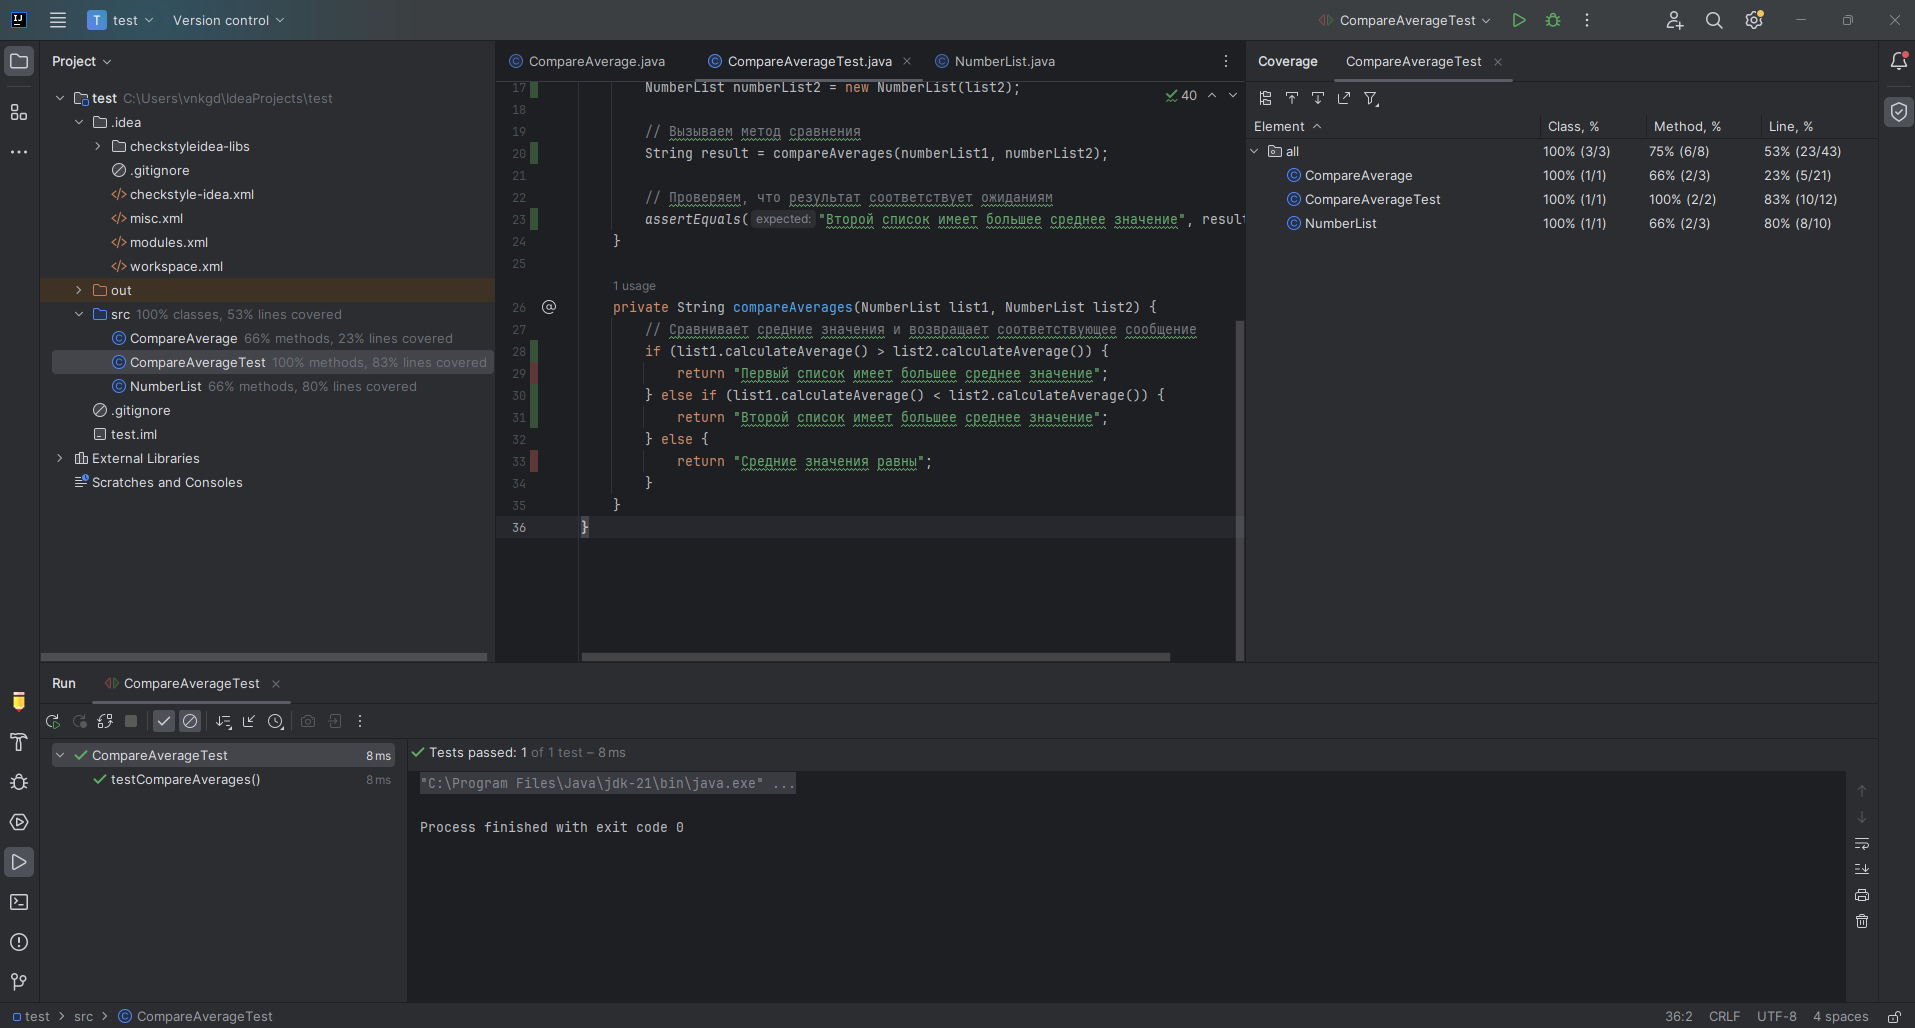 test
Version control
CompareAverageTest
Project
test C:\Users\vnkgd\IdeaProjects\test
.idea
checkstyleidea-libs
.gitignore
checkstyle-idea.xml
misc.xml
modules.xml
workspace.xml
out
src 100% classes, 53% lines covered
CompareAverage 66% methods, 23% lines covered
CompareAverageTest 100% methods, 83% lines covered
NumberList 66% methods, 80% lines covered
.gitignore
test.iml
External Libraries
Scratches and Consoles
CompareAverage.java
CompareAverageTest.java
NumberList.java
40
17 NumberList numberList2 = new NumberList(list2);
18
19 // Вызываем метод сравнения
20 String result = compareAverages(numberList1, numberList2);
21
22 // Проверяем, что результат соответствует ожиданиям
23 assertEquals( expected: "Второй список имеет большее среднее значение", result
24 }
25
1 usage
26 @ private String compareAverages(NumberList list1, NumberList list2) {
27 // Сравнивает средние значения и возвращает соответствующее сообщение
28 if (list1.calculateAverage() > list2.calculateAverage()) {
29 return "Первый список имеет большее среднее значение";
30 } else if (list1.calculateAverage() < list2.calculateAverage()) {
31 return "Второй список имеет большее среднее значение";
32 } else {
33 return "Средние значения равны";
34 }
35 }
36 }
Coverage
CompareAverageTest
Element Class, % Method, % Line, %
all 100% (3/3) 75% (6/8) 53% (23/43)
CompareAverage 100% (1/1) 66% (2/3) 23% (5/21)
CompareAverageTest 100% (1/1) 100% (2/2) 83% (10/12)
NumberList 100% (1/1) 66% (2/3) 80% (8/10)
Run
CompareAverageTest
CompareAverageTest 8 ms
testCompareAverages() 8 ms
Tests passed: 1 of 1 test – 8 ms
"C:\Program Files\Java\jdk-21\bin\java.exe" ...
Process finished with exit code 0
test > src > CompareAverageTest
36:2 CRLF UTF-8 4 spaces